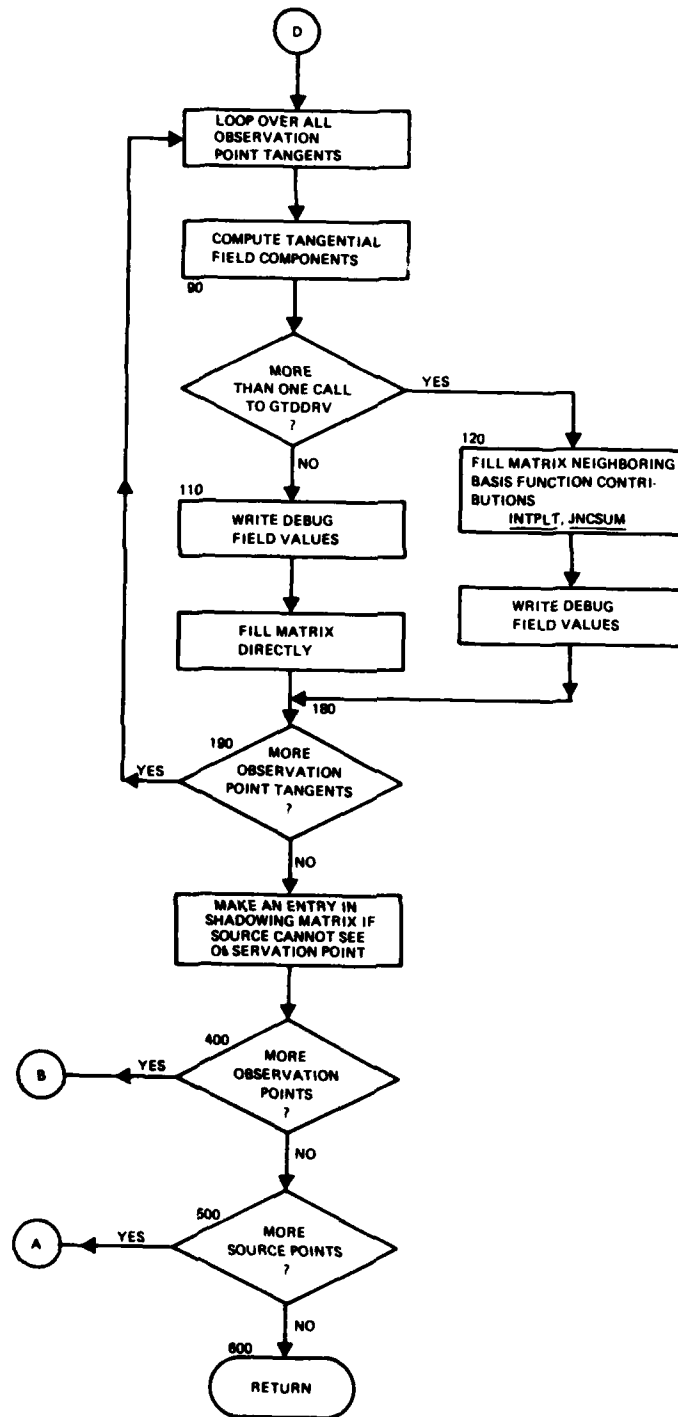 D
LOOP OVER ALL
OBSERVATION
POINT TANGENTS
COMPUTE TANGENTIAL
FIELD COMPONENTS
90
MORE
THAN ONE CALL
TO GTDDRV
?
YES
NO
120
FILL MATRIX NEIGHBORING
BASIS FUNCTION CONTRI-
BUTIONS
INTPLT, JNCSUM
110
WRITE DEBUG
FIELD VALUES
WRITE DEBUG
FIELD VALUES
FILL MATRIX
DIRECTLY
180
190
MORE
OBSERVATION
POINT TANGENTS
?
YES
NO
MAKE AN ENTRY IN
SHADOWING MATRIX IF
SOURCE CANNOT SEE
OBSERVATION POINT
400
MORE
OBSERVATION
POINTS
?
YES
B
NO
500
MORE
SOURCE POINTS
?
YES
A
NO
600
RETURN